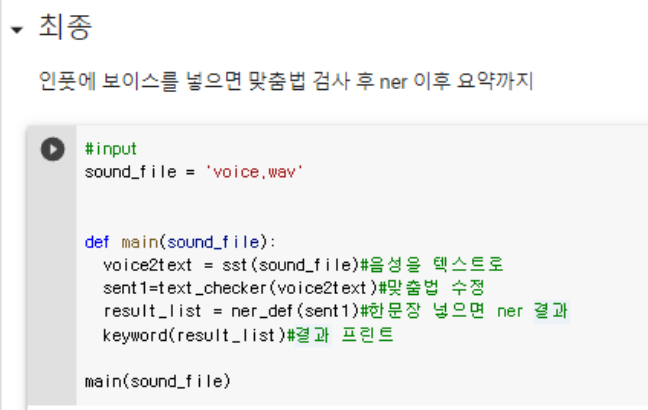 최종
인풋에 보이스를 넣으면 맞춤법 검사 후 ner 이후 요약까지
#input
sound_file = 'voice.wav'
def main(sound_file):
voice2text = sst(sound_file)#음성을 텍스트로
sent1=text_checker(voice2text)#맞춤법 수정
result_list = ner_def(sent1)#한문장 넣으면 ner 결과
keyword(result_list)#결과 프린트
main(sound_file)